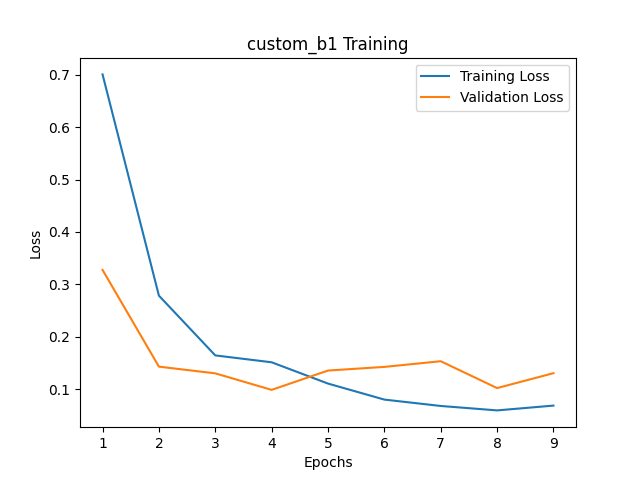 custom_b1 Training
Training Loss
Validation Loss
0.7
0.6
0.5
0.4
0.3
0.2
0.1
Loss
1 2 3 4 5 6 7 8 9
Epochs